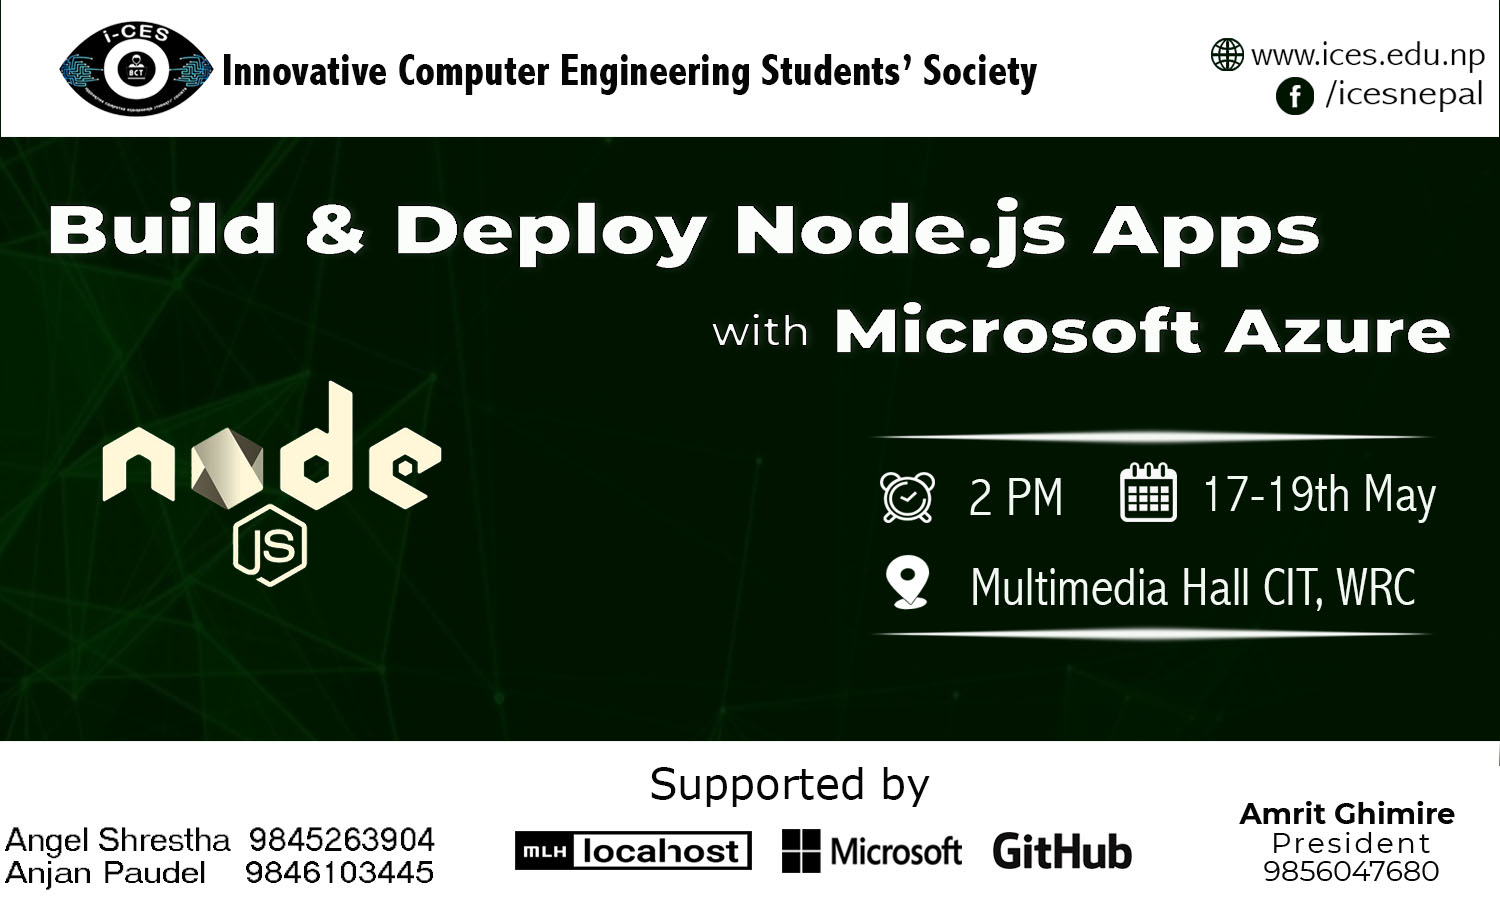 i-CES
BCT
Innovative Computer Engineering Students' Society
www.ices.edu.np
/icesnepal
Build & Deploy Node.js Apps
with Microsoft Azure
node
JS
2 PM
17-19th May
Multimedia Hall CIT, WRC
Supported by
Angel Shrestha 9845263904
Anjan Paudel 9846103445
MLH localhost
Microsoft
GitHub
Amrit Ghimire
President
9856047680